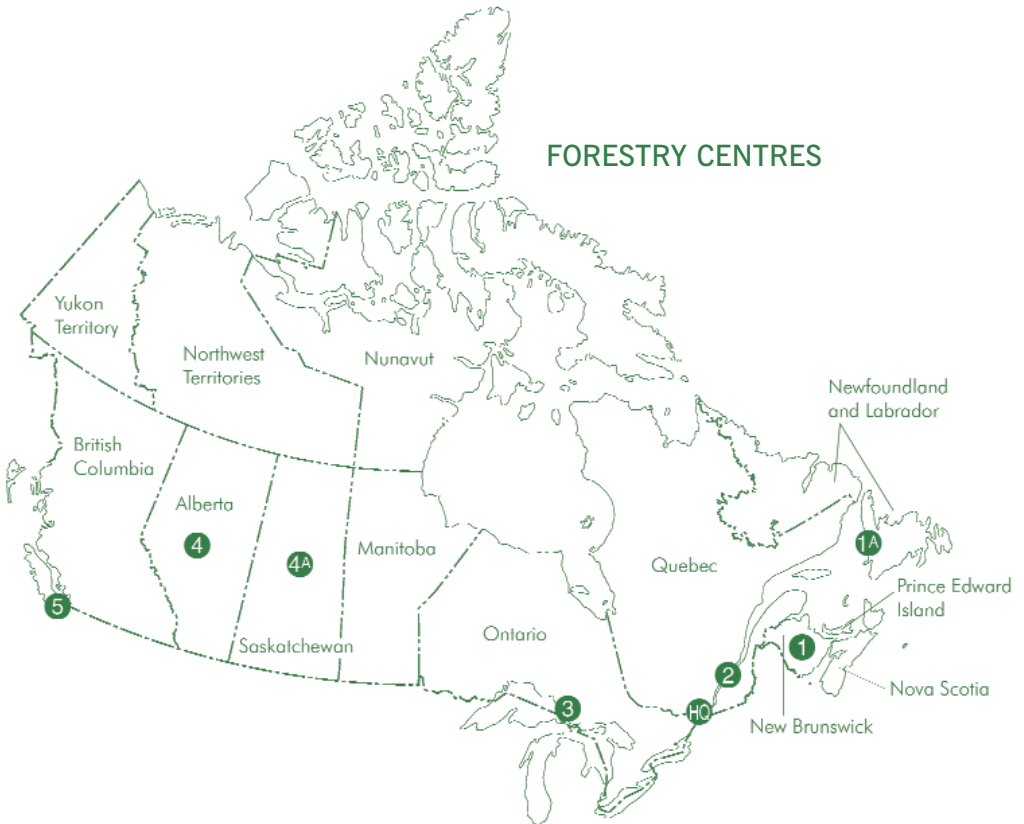 FORESTRY CENTRES
Yukon
Territory
Northwest
Territories
Nunavut
Newfoundland
and Labrador
British
Columbia
Alberta
4
4A
Manitoba
Quebec
1A
5
Prince Edward
Island
Saskatchewan
Ontario
1
2
Nova Scotia
3
HQ
New Brunswick